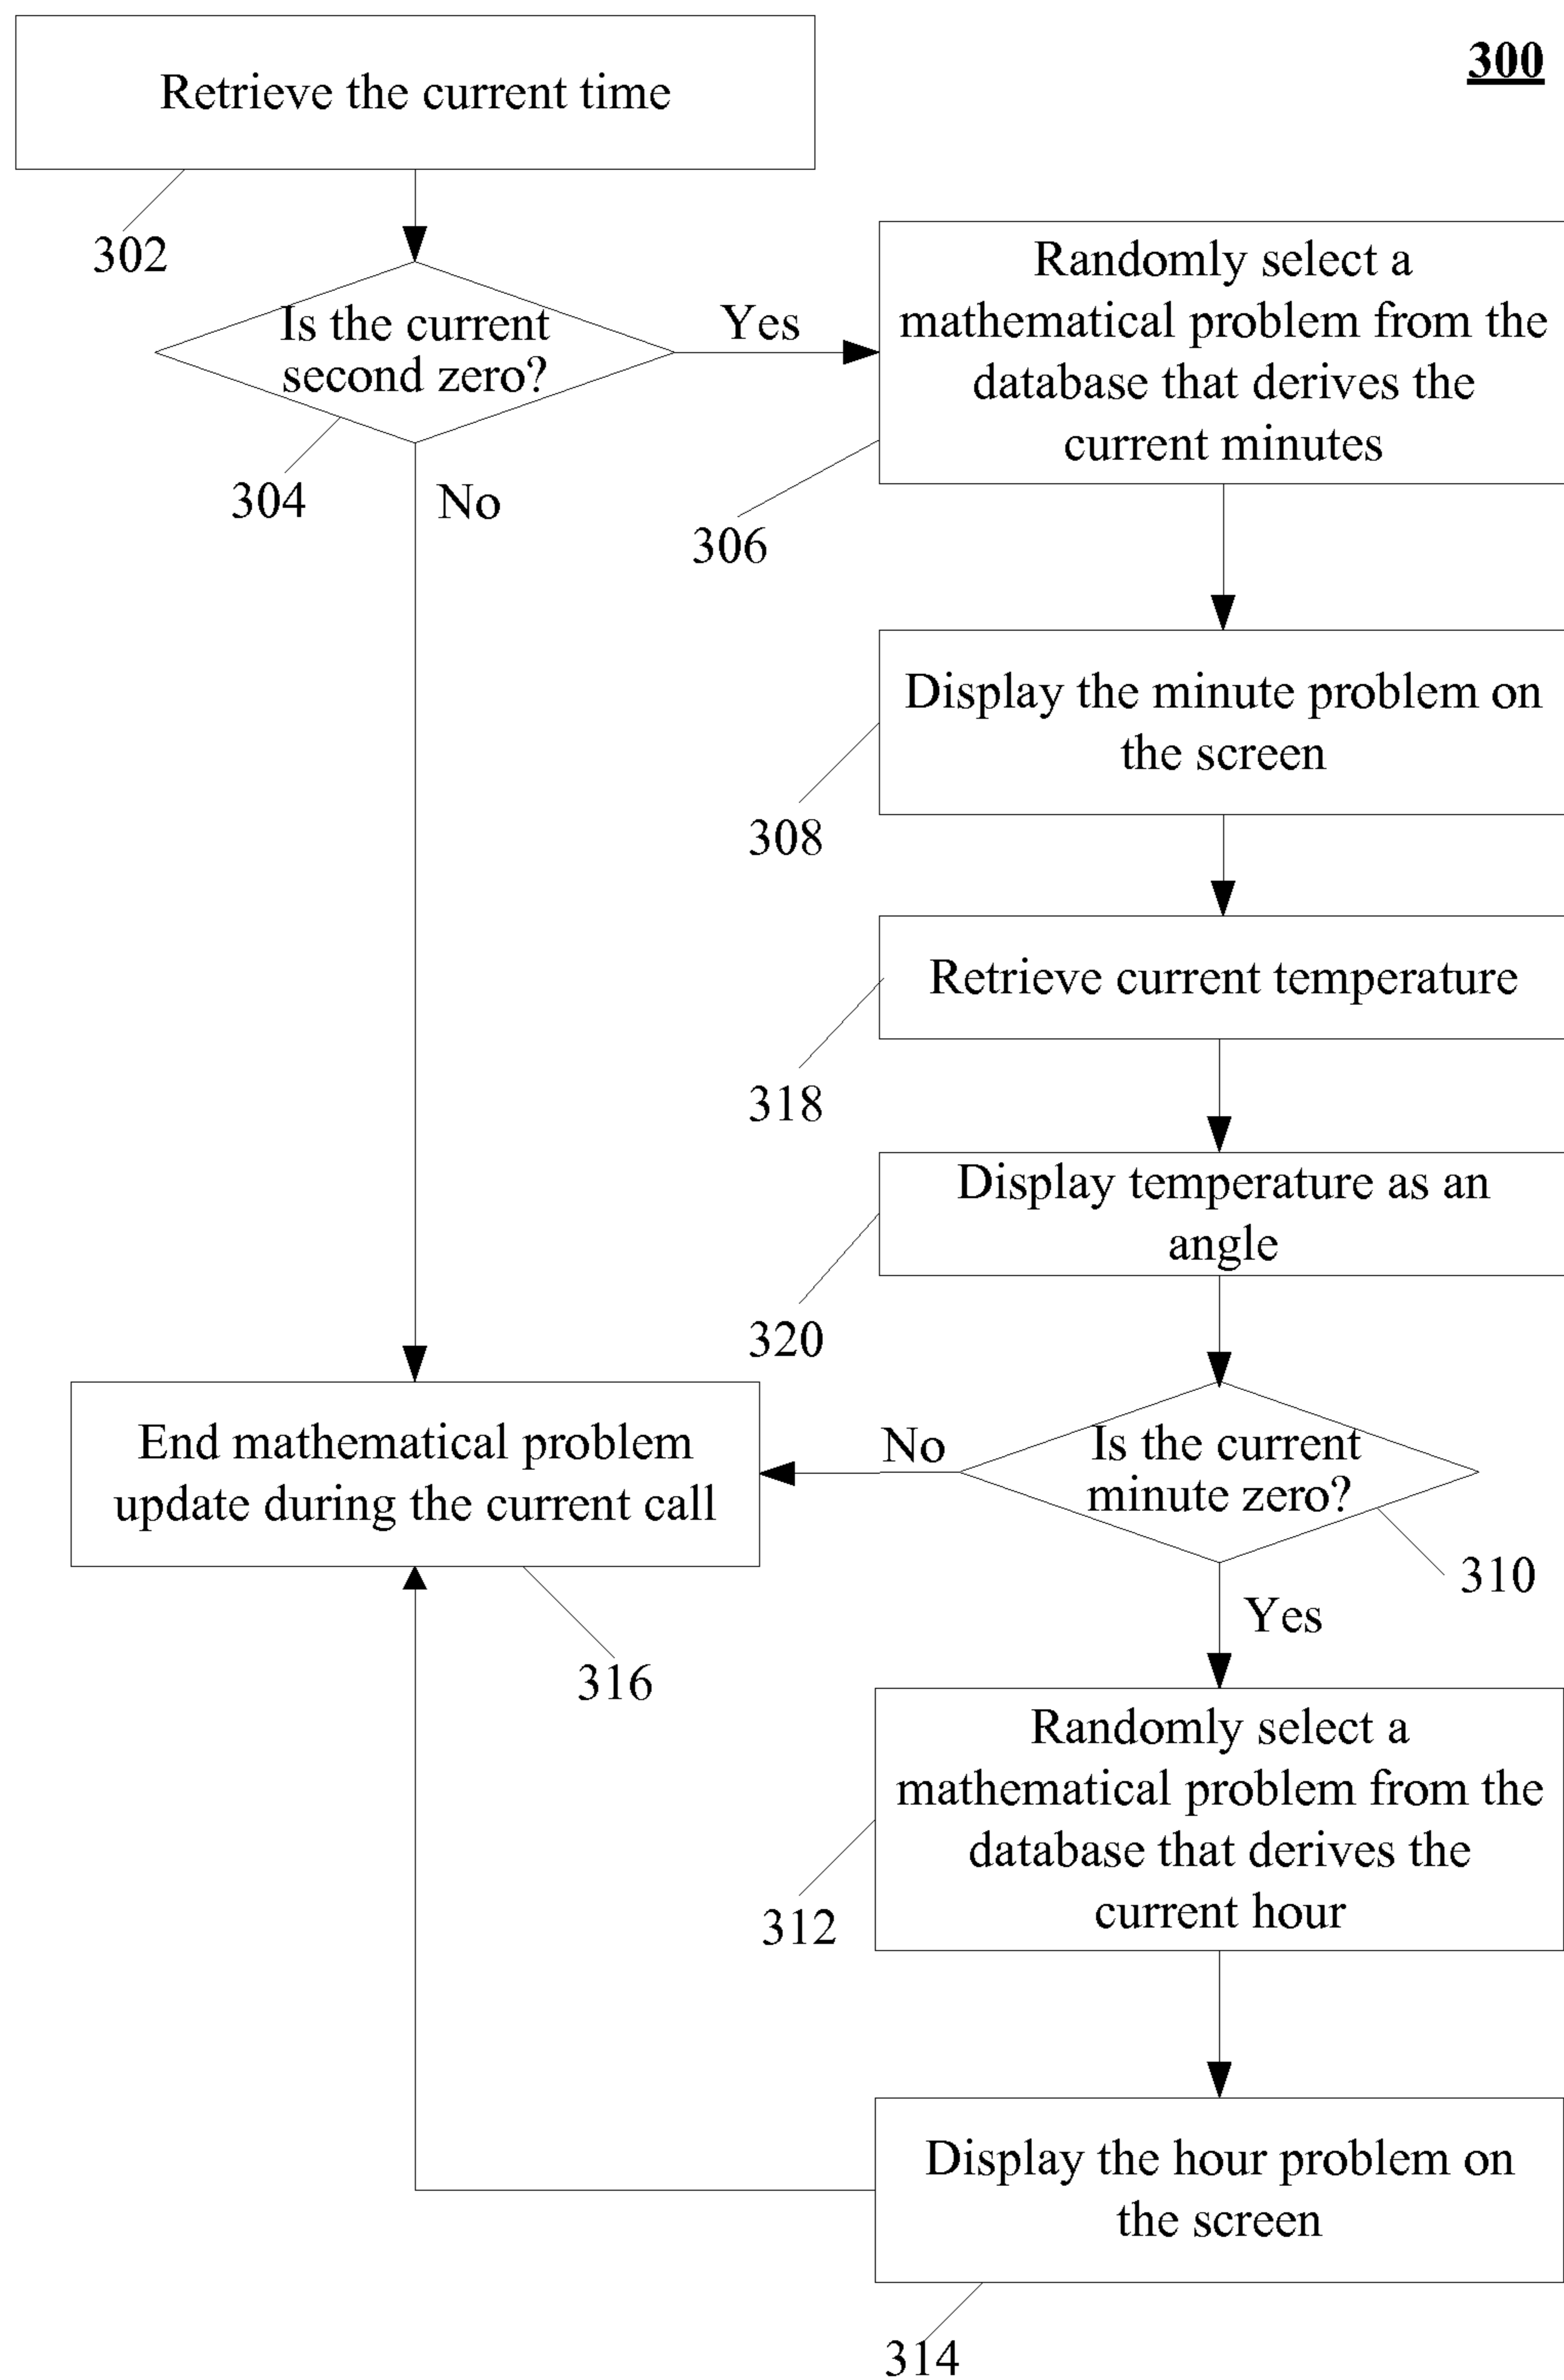 300
Retrieve the current time
302
Is the current
second zero?
304
Yes
No
Randomly select a
mathematical problem from the
database that derives the
current minutes
306
Display the minute problem on
the screen
308
Retrieve current temperature
318
Display temperature as an
angle
320
Is the current
minute zero?
310
No
Yes
End mathematical problem
update during the current call
316
Randomly select a
mathematical problem from the
database that derives the
current hour
312
Display the hour problem on
the screen
314